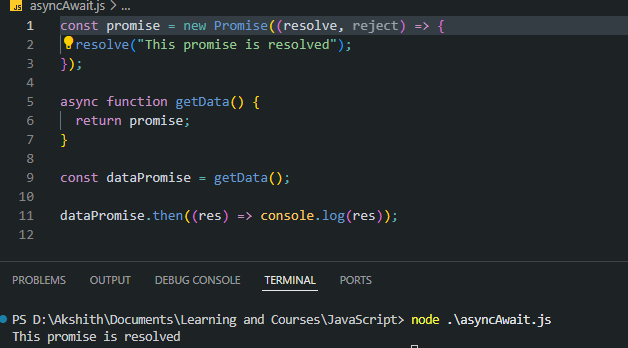 JS asyncAwait.js > ...
1 const promise = new Promise((resolve, reject) => {
2 resolve("This promise is resolved");
3 });
4
5 async function getData() {
6 return promise;
7 }
8
9 const dataPromise = getData();
10
11 dataPromise.then((res) => console.log(res));
12
PROBLEMS OUTPUT DEBUG CONSOLE TERMINAL PORTS
PS D:\Akshith\Documents\Learning and Courses\JavaScript> node .\asyncAwait.js
This promise is resolved